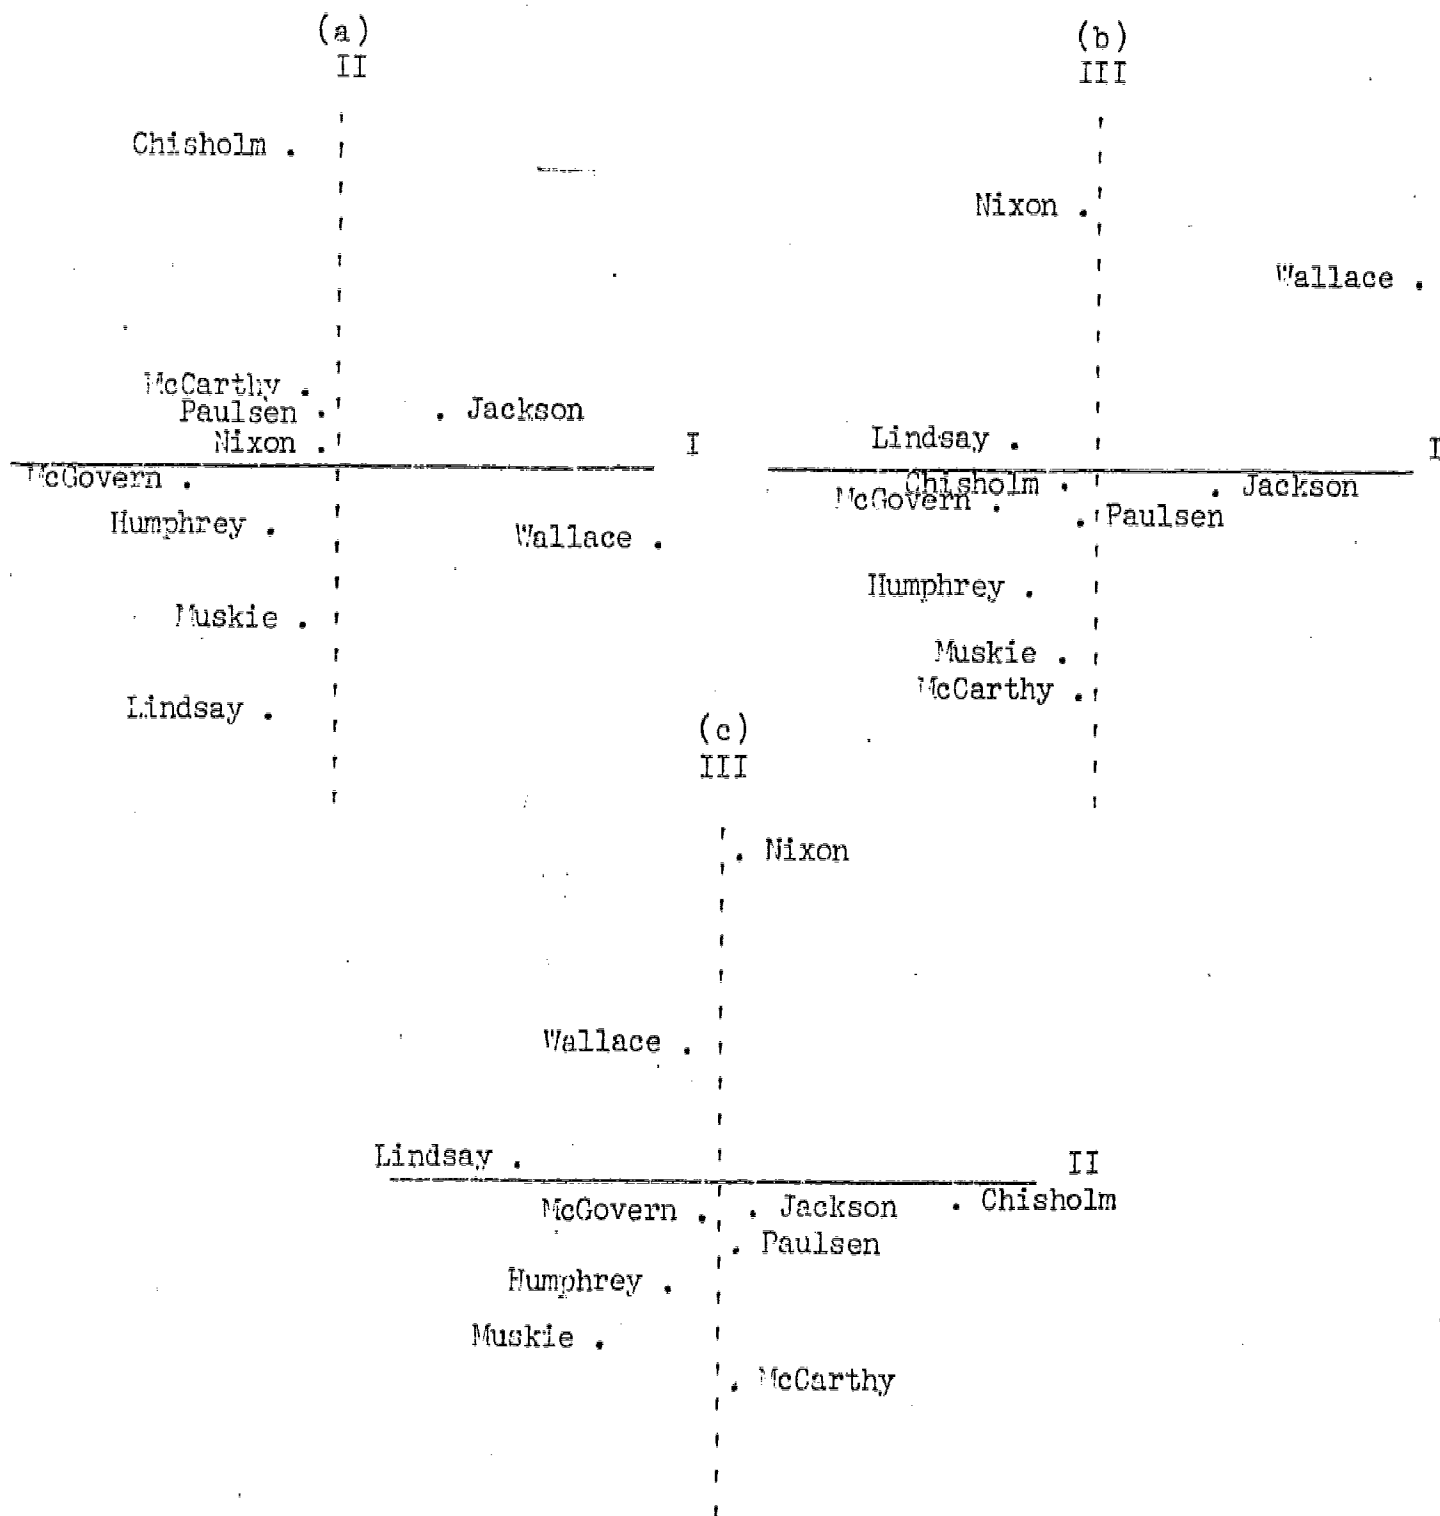 (a)
II
Chisholm .
McCarthy .
Paulsen .
. Jackson
Nixon .
I
McGovern .
Humphrey .
Wallace .
Muskie .
Lindsay .
(b)
III
Nixon .
Wallace .
Lindsay .
I
Chisholm .
. Jackson
McGovern .
. Paulsen
Humphrey .
Muskie .
McCarthy .
(c)
III
. Nixon
Wallace .
Lindsay .
II
. Chisholm
McGovern .
. Jackson
. Paulsen
Humphrey .
Muskie .
. McCarthy